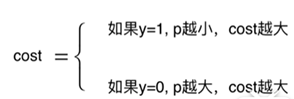 如果y=1, p越小，cost越大
cost =
如果y=0, p越大，cost越大